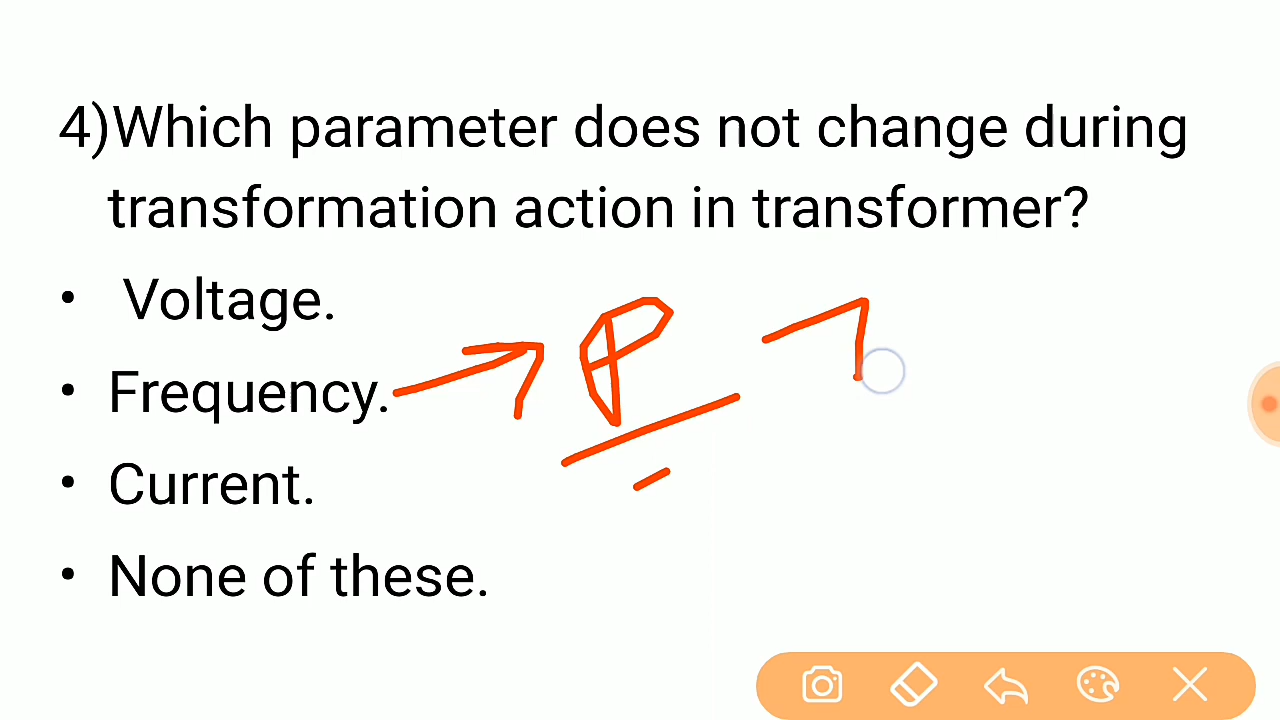 4)Which parameter does not change during
transformation action in transformer?
• Voltage.
• Frequency.
• Current.
• None of these.